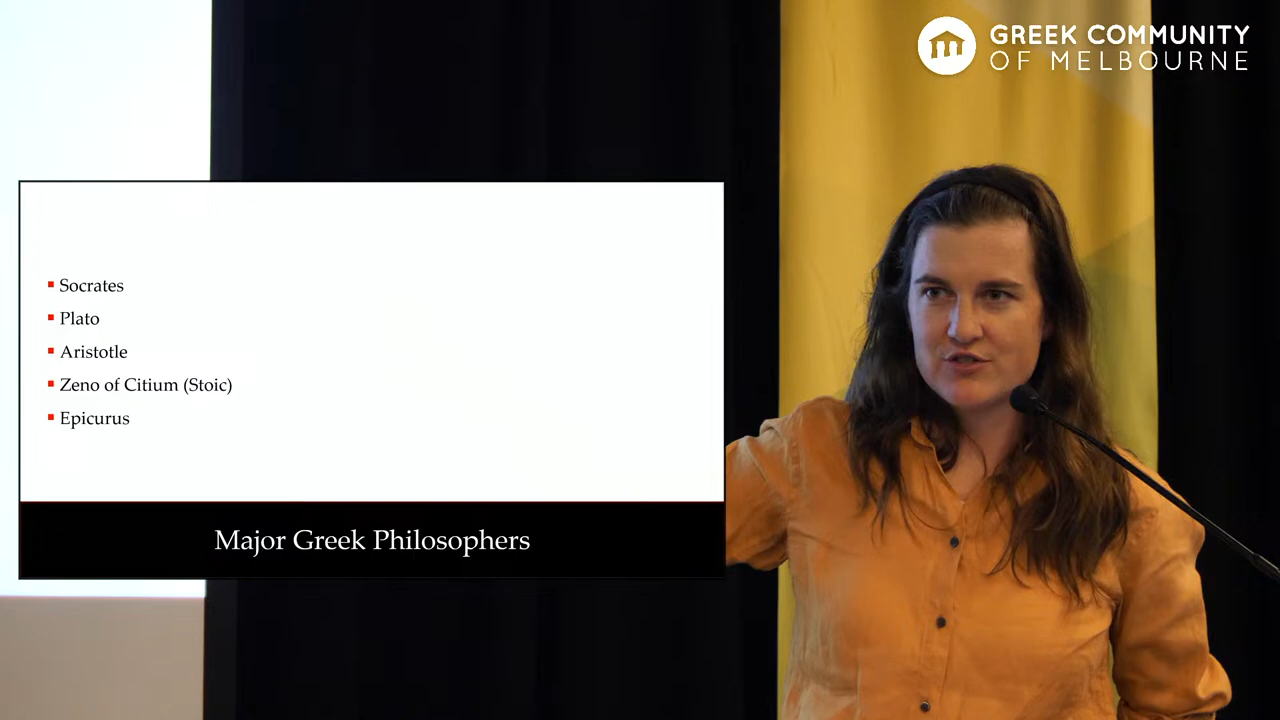 GREEK COMMUNITY
OF MELBOURNE
Socrates
Plato
Aristotle
Zeno of Citium (Stoic)
Epicurus
Major Greek Philosophers